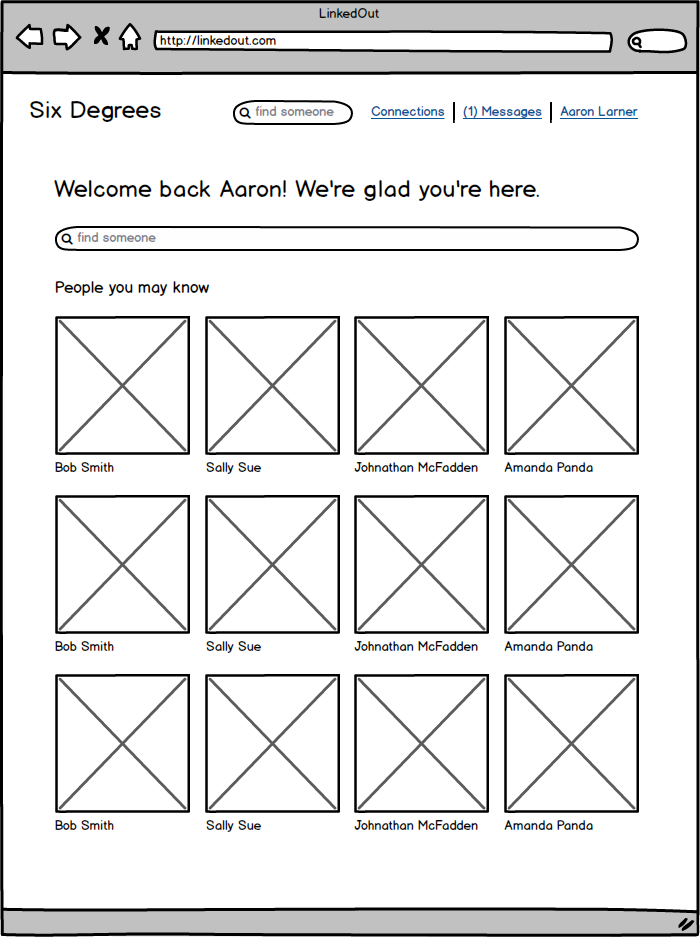 LinkedOut
http://linkedout.com
Six Degrees find someone Connections (1) Messages Aaron Larner
Welcome back Aaron! We're glad you're here.
find someone
People you may know
Bob Smith Sally Sue Johnathan McFadden Amanda Panda
Bob Smith Sally Sue Johnathan McFadden Amanda Panda
Bob Smith Sally Sue Johnathan McFadden Amanda Panda